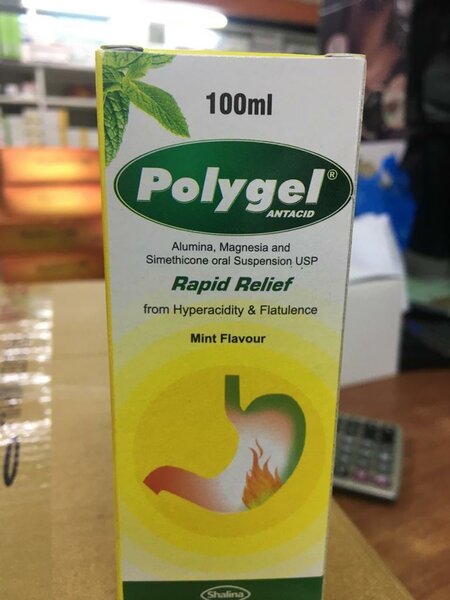 100ml
Polygel®
ANTACID
Alumina, Magnesia and
Simethicone oral Suspension USP
Rapid Relief
from Hyperacidity & Flatulence
Mint Flavour
Shalina